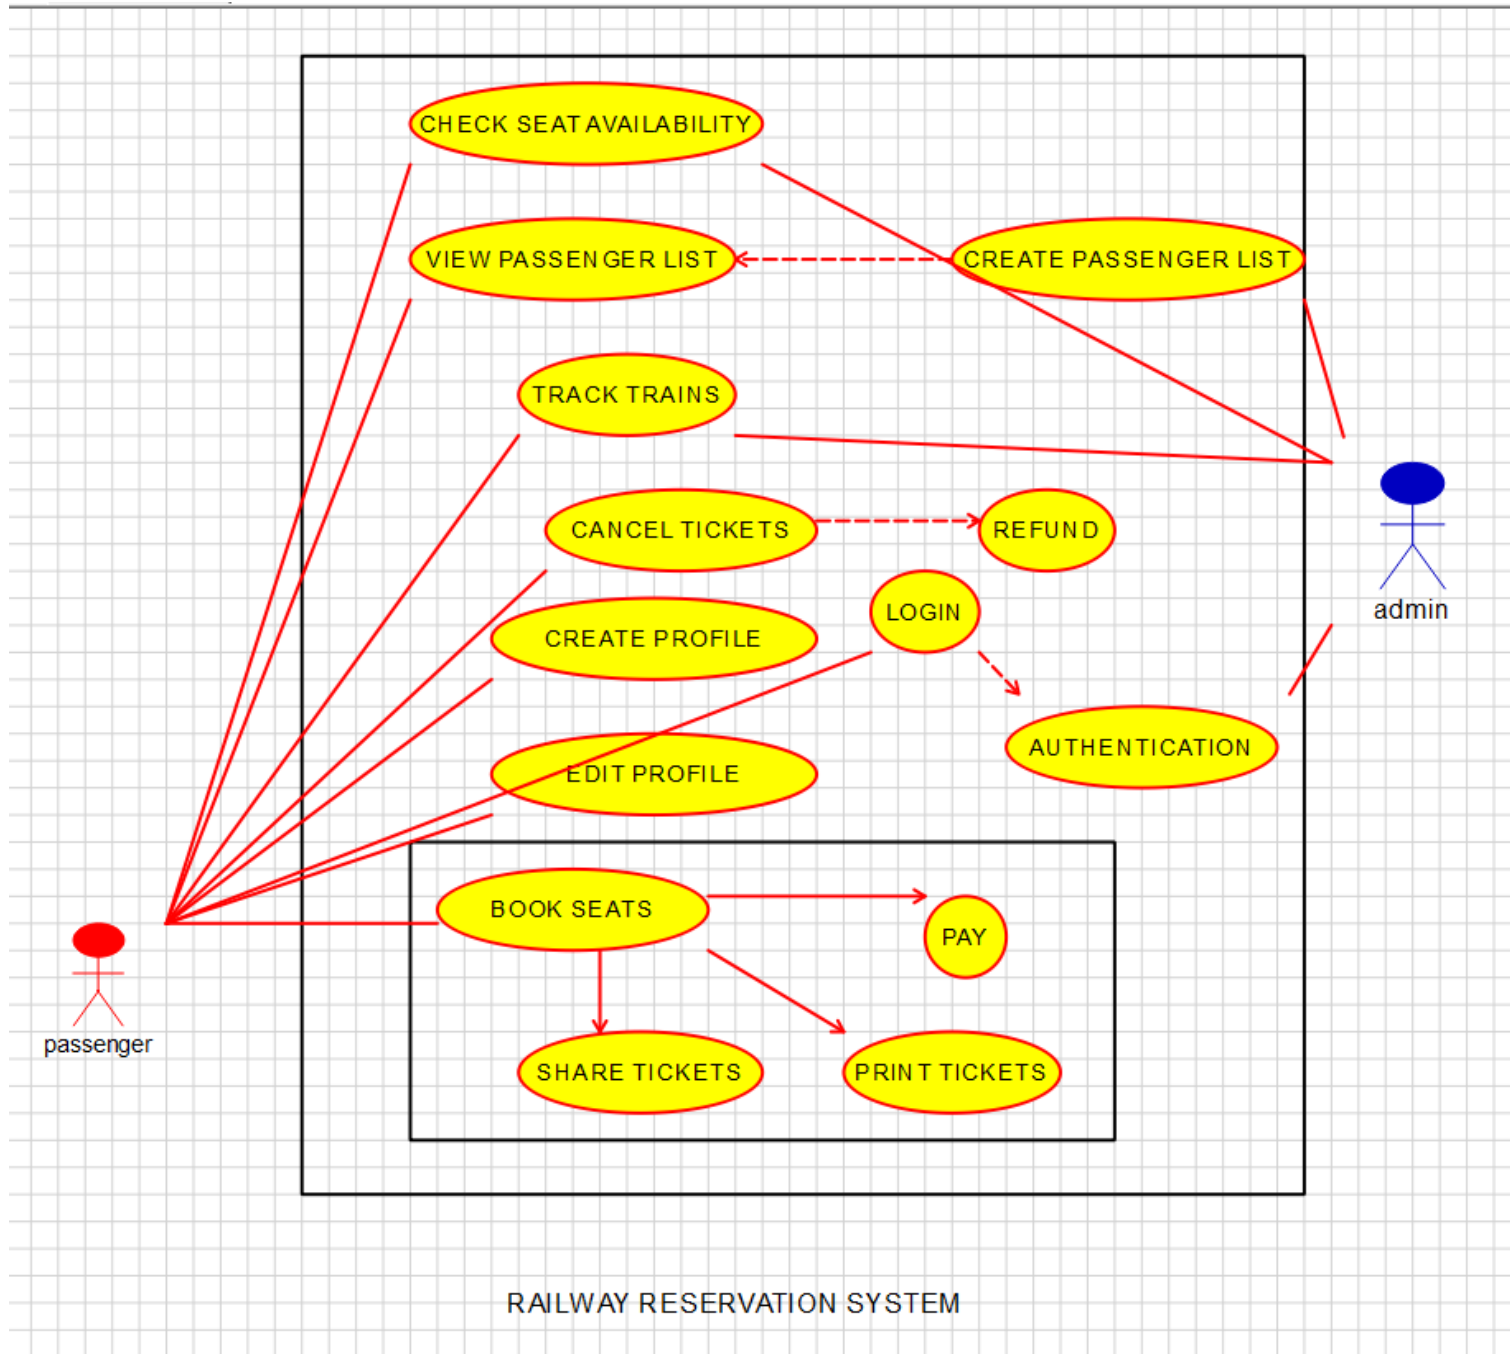 CHECK SEAT AVAILABILITY
VIEW PASSENGER LIST
CREATE PASSENGER LIST
TRACK TRAINS
CANCEL TICKETS
REFUND
LOGIN
admin
CREATE PROFILE
AUTHENTICATION
EDIT PROFILE
BOOK SEATS
PAY
passenger
SHARE TICKETS
PRINT TICKETS
RAILWAY RESERVATION SYSTEM